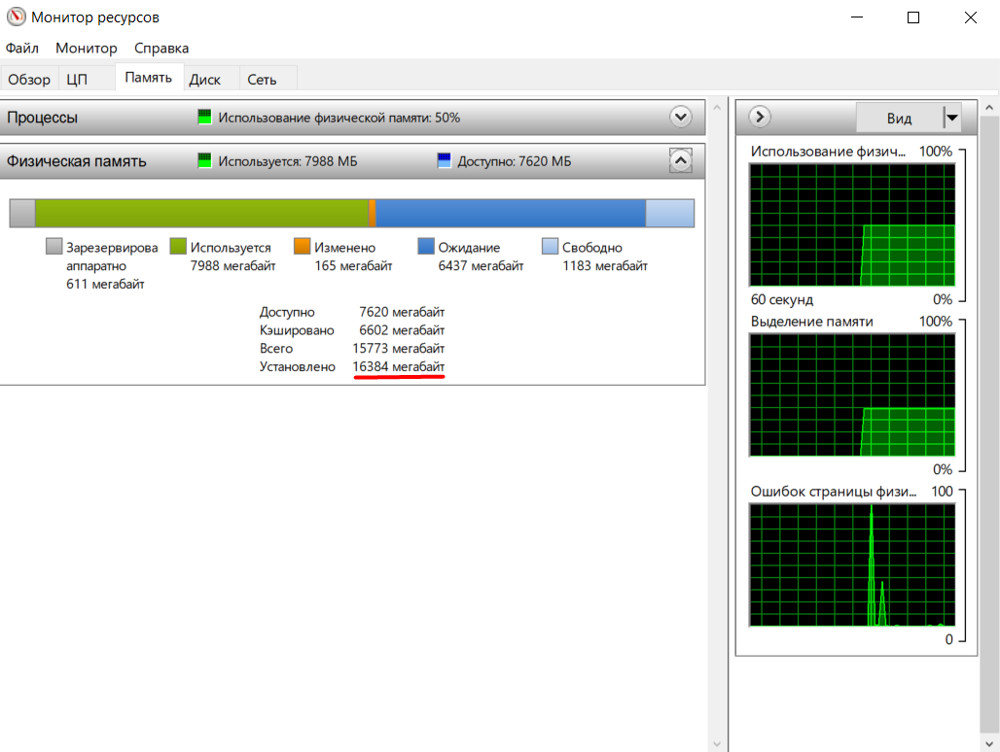 Монитор ресурсов
Файл Монитор Справка
Обзор ЦП Память Диск Сеть
Процессы Использование физической памяти: 50%
Физическая память Используется: 7988 МБ Доступно: 7620 МБ
Зарезервирова
аппаратно
611 мегабайт
Используется
7988 мегабайт
Изменено
165 мегабайт
Ожидание
6437 мегабайт
Свободно
1183 мегабайт
Доступно 7620 мегабайт
Кэшировано 6602 мегабайт
Всего 15773 мегабайт
Установлено 16384 мегабайт
Вид
Использование физич... 100%
60 секунд 0%
Выделение памяти 100%
0%
Ошибок страницы физи... 100
0